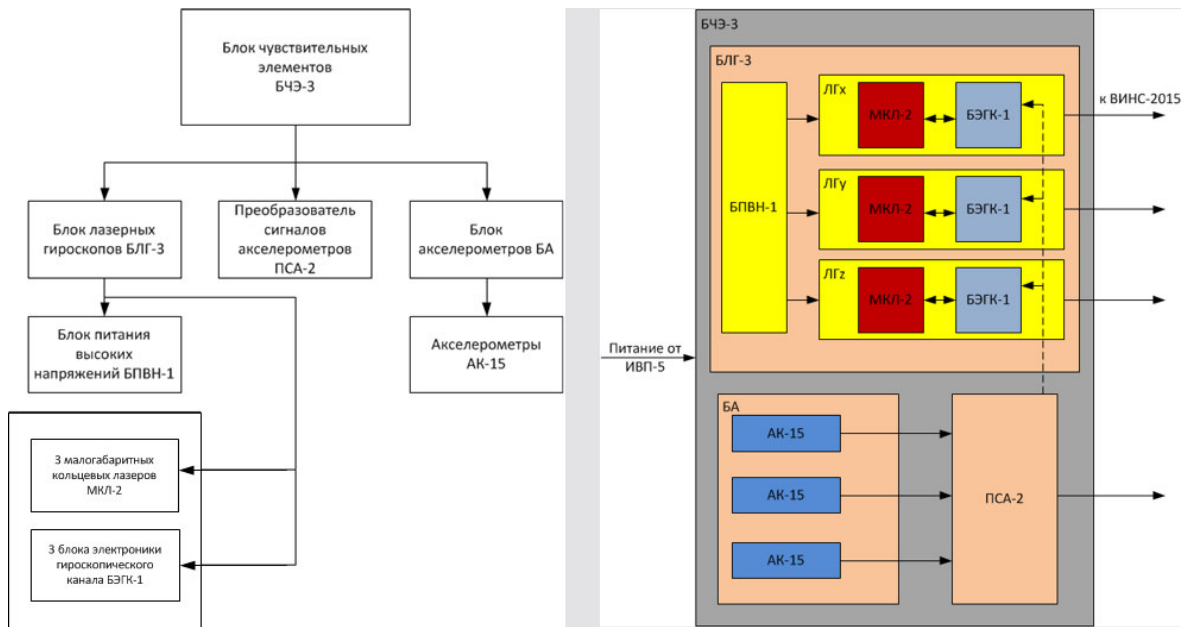 Блок чувствительных
элементов
БЧЭ-3
Блок лазерных
гироскопов БЛГ-3
Преобразователь
сигналов
акселерометров
ПСА-2
Блок
акселерометров БА
Блок питания
высоких
напряжений БПВН-1
Акселерометры
АК-15
3 малогабаритных
кольцевых лазеров
МКЛ-2
3 блока электроники
гироскопического
канала БЭГК-1
БЧЭ-3
БЛГ-3
БПВН-1
ЛГx
МКЛ-2
БЭГК-1
к ВИНС-2015
ЛГy
МКЛ-2
БЭГК-1
ЛГz
МКЛ-2
БЭГК-1
Питание от
ИВП-5
БА
АК-15
АК-15
АК-15
ПСА-2